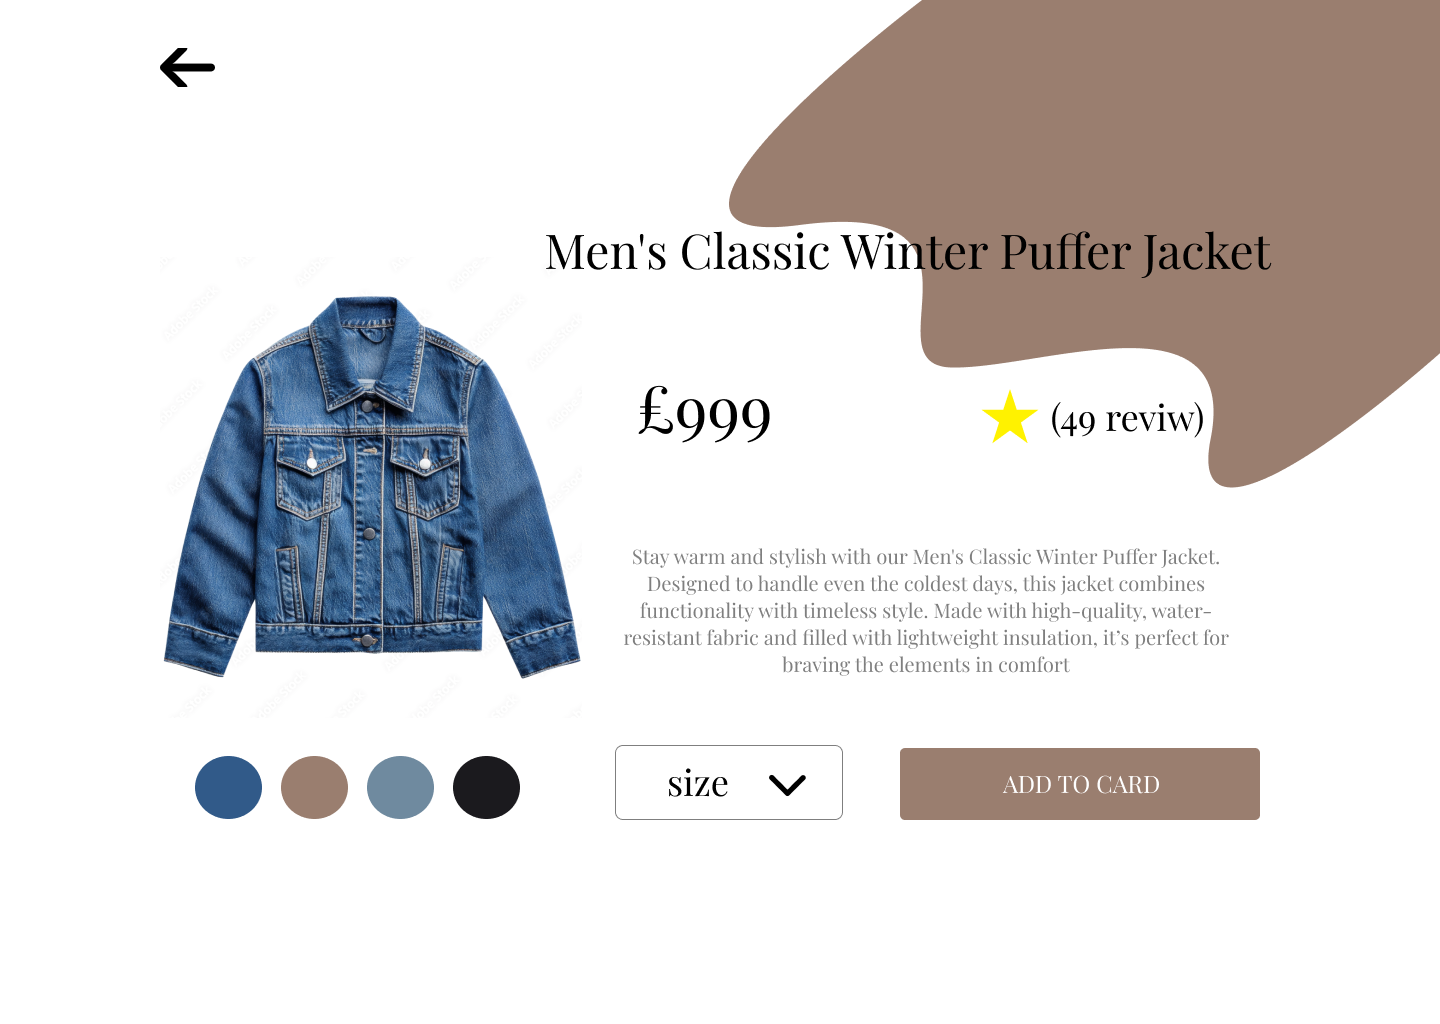 Men's Classic Winter Puffer Jacket
£999
(49 reviw)
Stay warm and stylish with our Men's Classic Winter Puffer Jacket.
Designed to handle even the coldest days, this jacket combines
functionality with timeless style. Made with high-quality, water-
resistant fabric and filled with lightweight insulation, it’s perfect for
braving the elements in comfort
size
ADD TO CARD